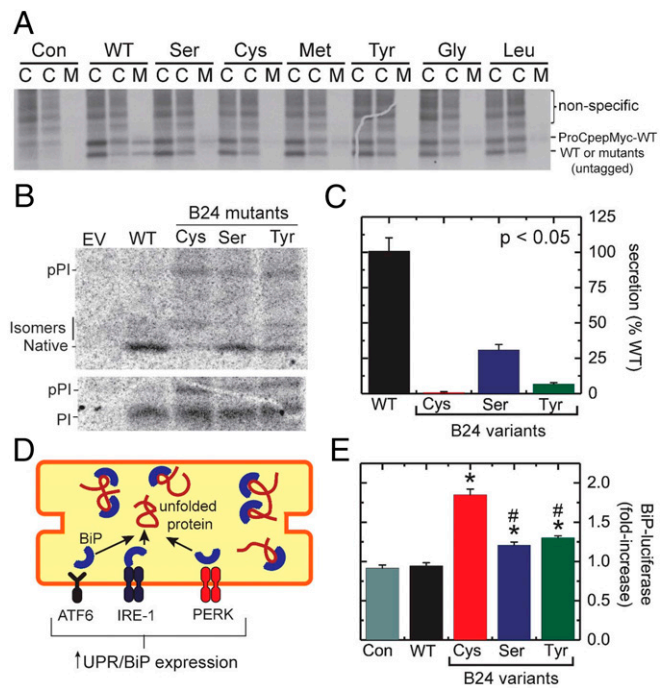 A
Con WT Ser Cys Met Tyr Gly Leu
C C M C C M C C M C C M C C M C C M C C M C C M
non-specific
ProCpepMyc-WT
WT or mutants
(untagged)
B
B24 mutants
EV WT Cys Ser Tyr
pPI
Isomers
Native
pPI
PI
C
p < 0.05
125
100
75
50
25
0
secretion (% WT)
WT Cys Ser Tyr
B24 variants
D
unfolded
protein
BiP
ATF6 IRE-1 PERK
↑UPR/BiP expression
E
* # * # *
2.0
1.5
1.0
0.5
0.0
BiP-luciferase
(fold-increase)
Con WT Cys Ser Tyr
B24 variants